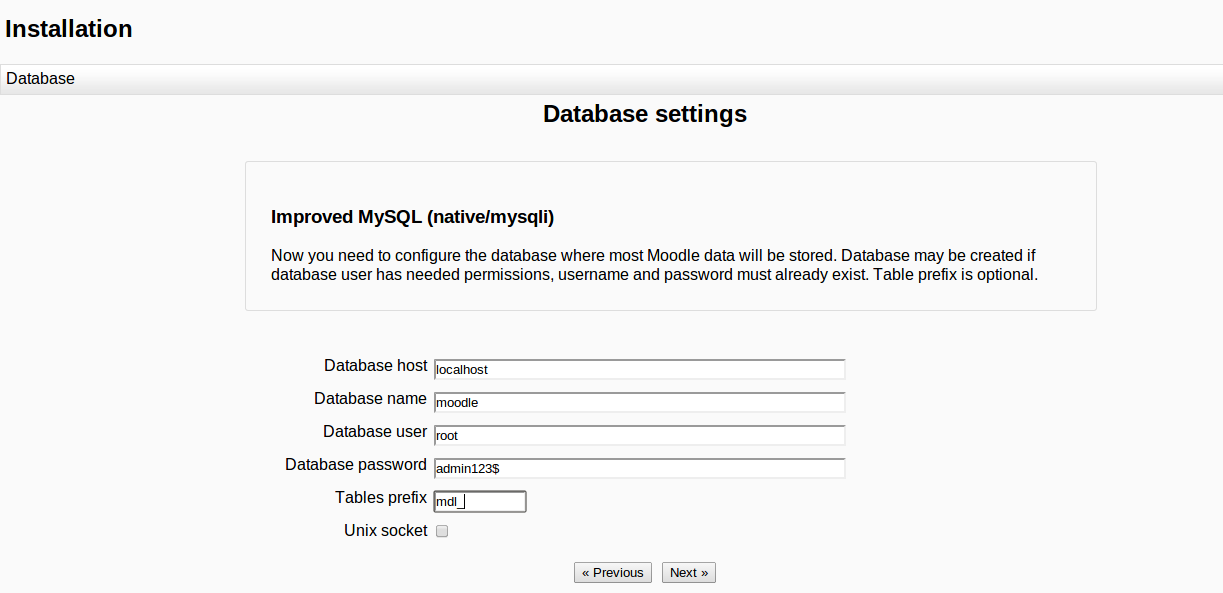 Installation
Database
Database settings
Improved MySQL (native/mysqli)
Now you need to configure the database where most Moodle data will be stored. Database may be created if
database user has needed permissions, username and password must already exist. Table prefix is optional.
Database host localhost
Database name moodle
Database user root
Database password admin123$
Tables prefix mdl_
Unix socket
« Previous Next »